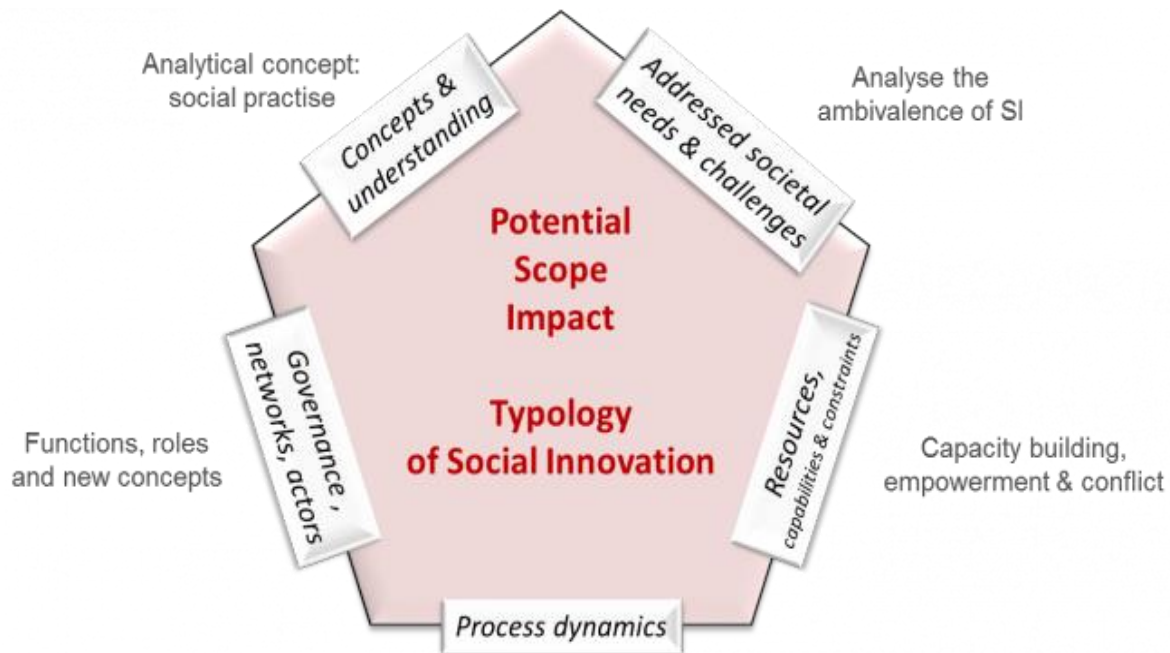 Analytical concept:
social practise
Concepts &
understanding
Addressed societal
needs & challenges
Analyse the
ambivalence of SI
Potential
Scope
Impact
Typology
of Social Innovation
Governance ,
networks, actors
Functions, roles
and new concepts
Resources,
capabilities & constraints
Capacity building,
empowerment & conflict
Process dynamics